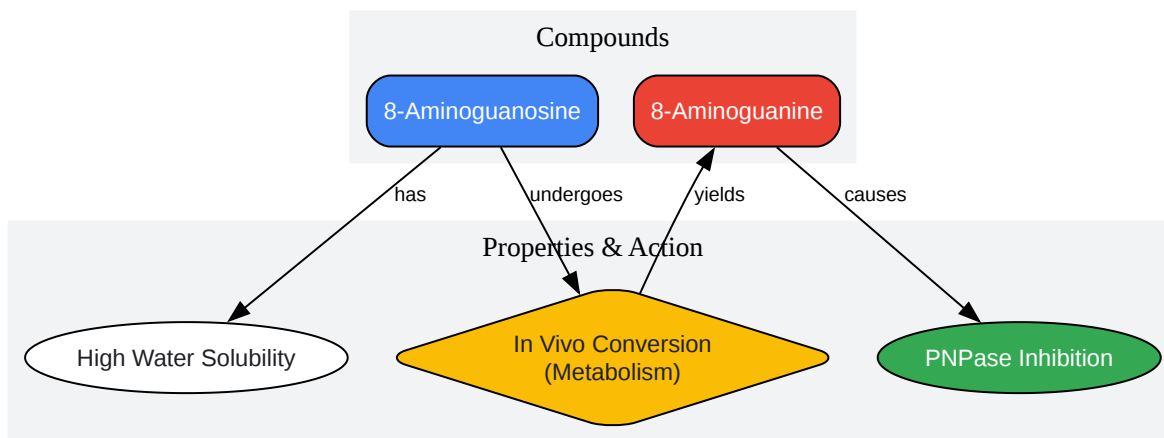 Compounds
8-Aminoguanosine
8-Aminoguanine
has
undergoes
yields
causes
Properties & Action
High Water Solubility
In Vivo Conversion
(Metabolism)
PNPase Inhibition